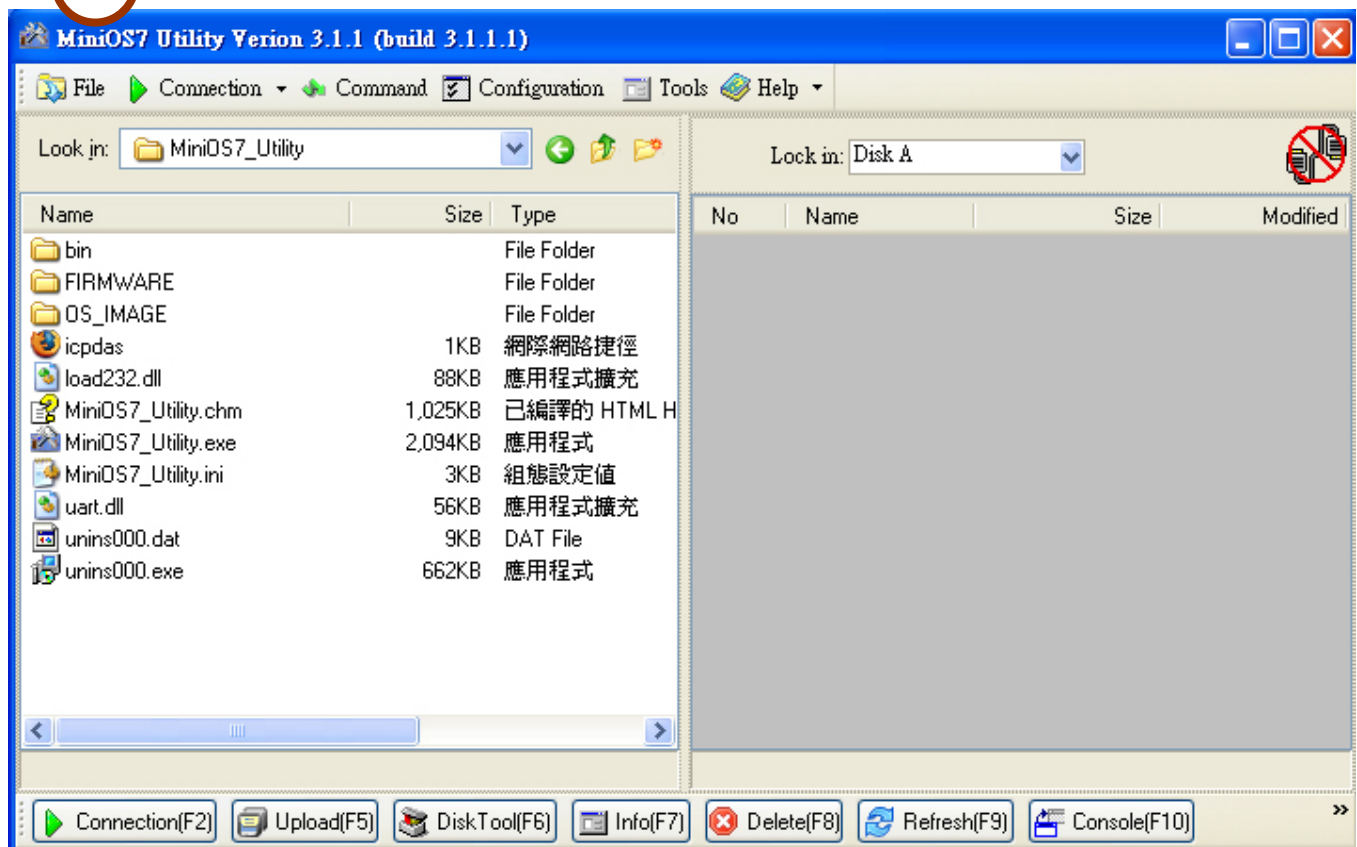 MiniOS7 Utility Verion 3.1.1 (build 3.1.1.1)
File Connection Command Configuration Tools Help
Look in: MiniOS7_Utility
Lock in: Disk A
Name Size Type
No Name Size Modified
bin File Folder
FIRMWARE File Folder
OS_IMAGE File Folder
icpdas 1KB 網際網路捷徑
load232.dll 88KB 應用程式擴充
MiniOS7_Utility.chm 1,025KB 已編譯的 HTML H
MiniOS7_Utility.exe 2,094KB 應用程式
MiniOS7_Utility.ini 3KB 組態設定值
uart.dll 56KB 應用程式擴充
unins000.dat 9KB DAT File
unins000.exe 662KB 應用程式
Connection(F2) Upload(F5) DiskTool(F6) Info(F7) Delete(F8) Refresh(F9) Console(F10) »